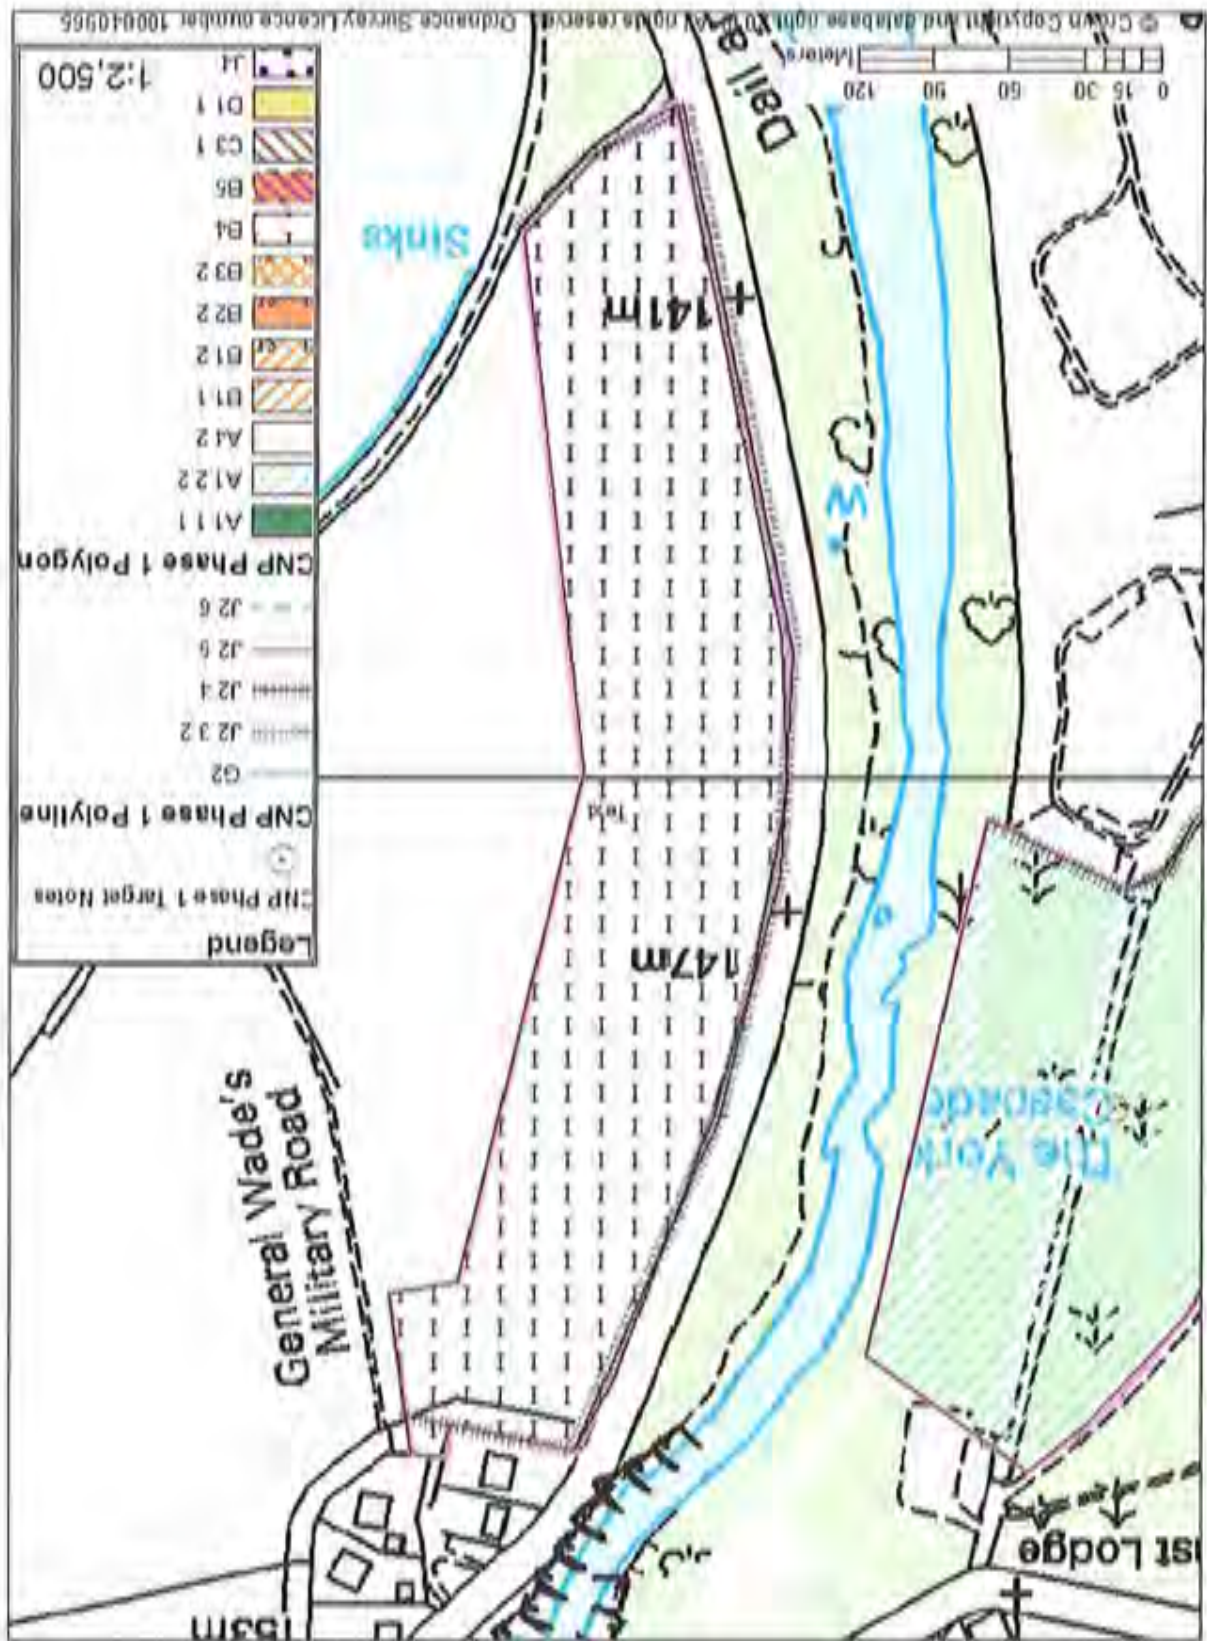 153m
East Lodge
General Wade's
Military Road
The York
Cascade
147m
Text
141m
W
Sinks
Legend
CNP Phase 1 Target Notes
CNP Phase 1 Polyline
G2
J2 3 2
J2 4
J2 5
J2 6
CNP Phase 1 Polygon
A1 1 1
A1 2 2
A4 2
B1 1
B1 2
B2 2
B3 2
B4
B5
C3 1
D1 1
J4
1:2,500
0 15 30 60 90 120
Meters
© Crown Copyright and database right All rights reserve Ordnance Survey Licence number 100040965